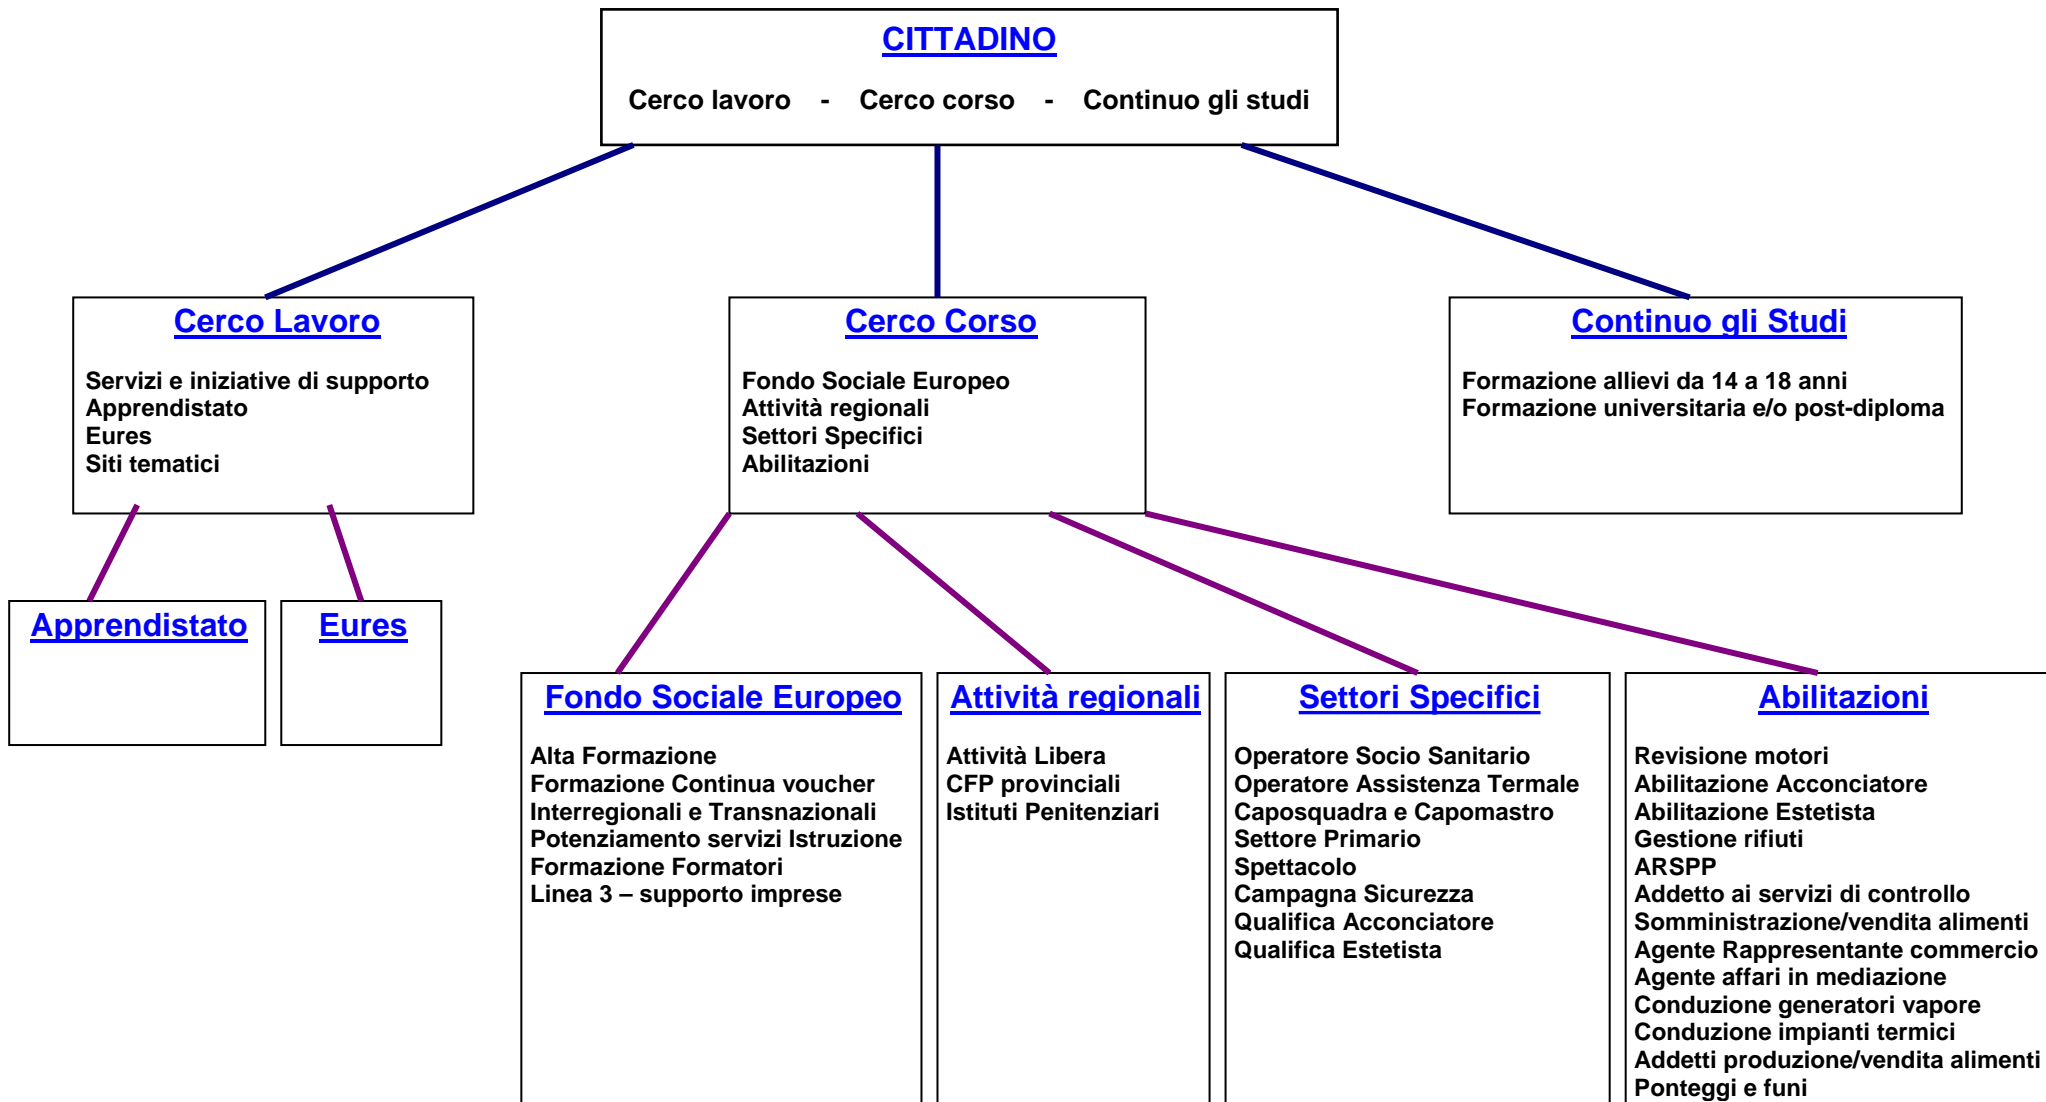 CITTADINO
Cerco lavoro - Cerco corso - Continuo gli studi
Cerco Lavoro
Servizi e iniziative di supporto
Apprendistato
Eures
Siti tematici
Cerco Corso
Fondo Sociale Europeo
Attività regionali
Settori Specifici
Abilitazioni
Continuo gli Studi
Formazione allievi da 14 a 18 anni
Formazione universitaria e/o post-diploma
Apprendistato
Eures
Fondo Sociale Europeo
Alta Formazione
Formazione Continua voucher
Interregionali e Transnazionali
Potenziamento servizi Istruzione
Formazione Formatori
Linea 3 – supporto imprese
Attività regionali
Attività Libera
CFP provinciali
Istituti Penitenziari
Settori Specifici
Operatore Socio Sanitario
Operatore Assistenza Termale
Caposquadra e Capomastro
Settore Primario
Spettacolo
Campagna Sicurezza
Qualifica Acconciatore
Qualifica Estetista
Abilitazioni
Revisione motori
Abilitazione Acconciatore
Abilitazione Estetista
Gestione rifiuti
ARSPP
Addetto ai servizi di controllo
Somministrazione/vendita alimenti
Agente Rappresentante commercio
Agente affari in mediazione
Conduzione generatori vapore
Conduzione impianti termici
Addetti produzione/vendita alimenti
Ponteggi e funi